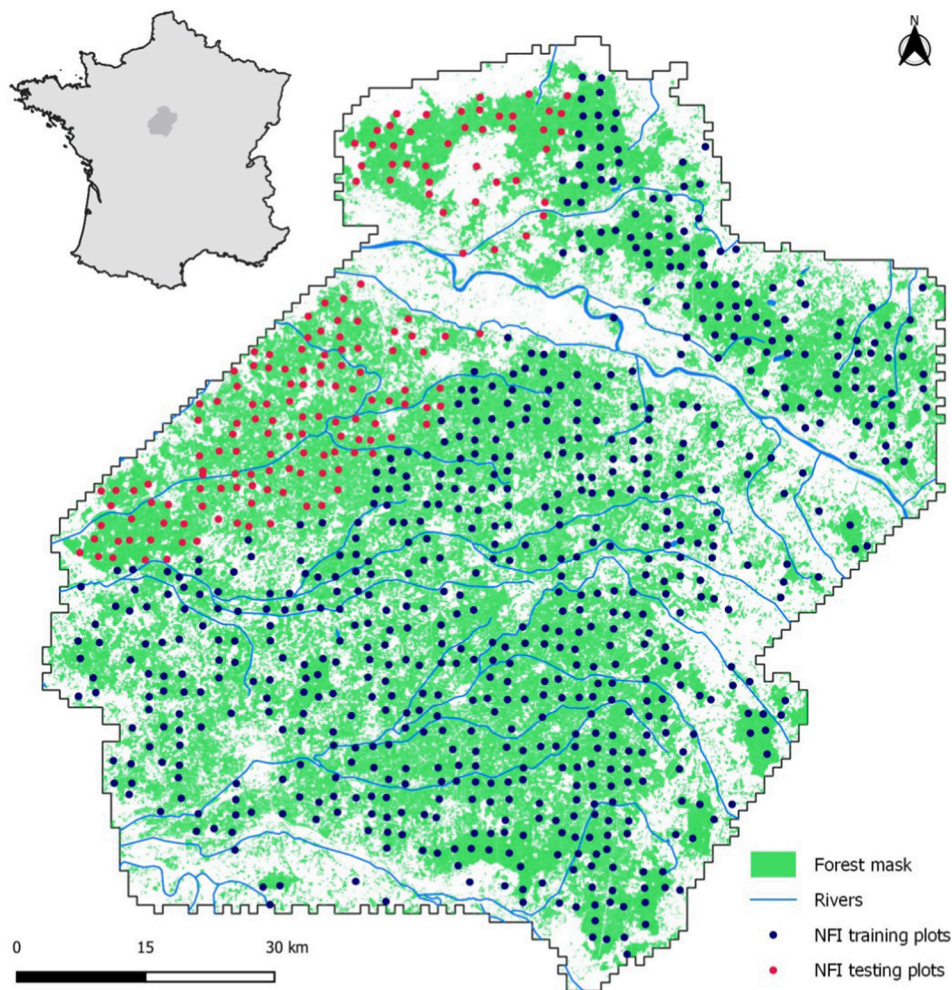 N
Forest mask
Rivers
NFI training plots
NFI testing plots
0 15 30 km